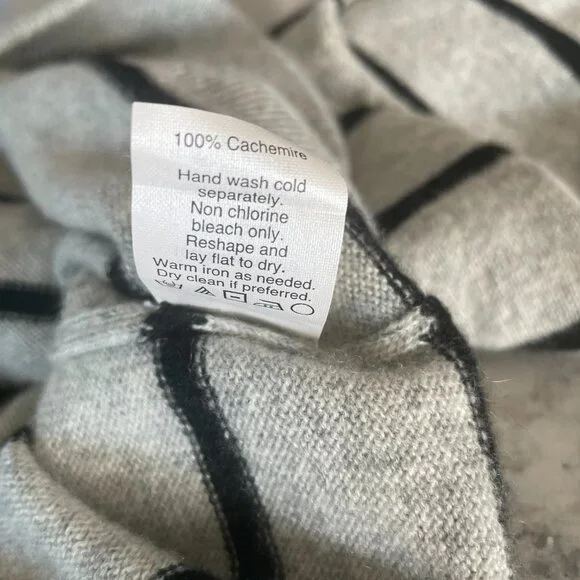 100% Cachemire
Hand wash cold
separately.
Non chlorine
bleach only.
Reshape and
lay flat to dry.
Warm iron as needed.
Dry clean if preferred.